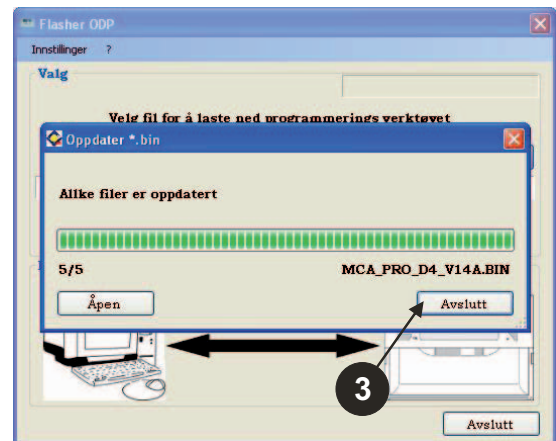 Flasher ODP
Innstillinger ?
Valg
Velg fil for å laste ned programmerings verktøyet
Oppdater *.bin
Allke filer er oppdatert
5/5 MCA_PRO_D4_V14A.BIN
Åpen Avslutt
3
Avslutt